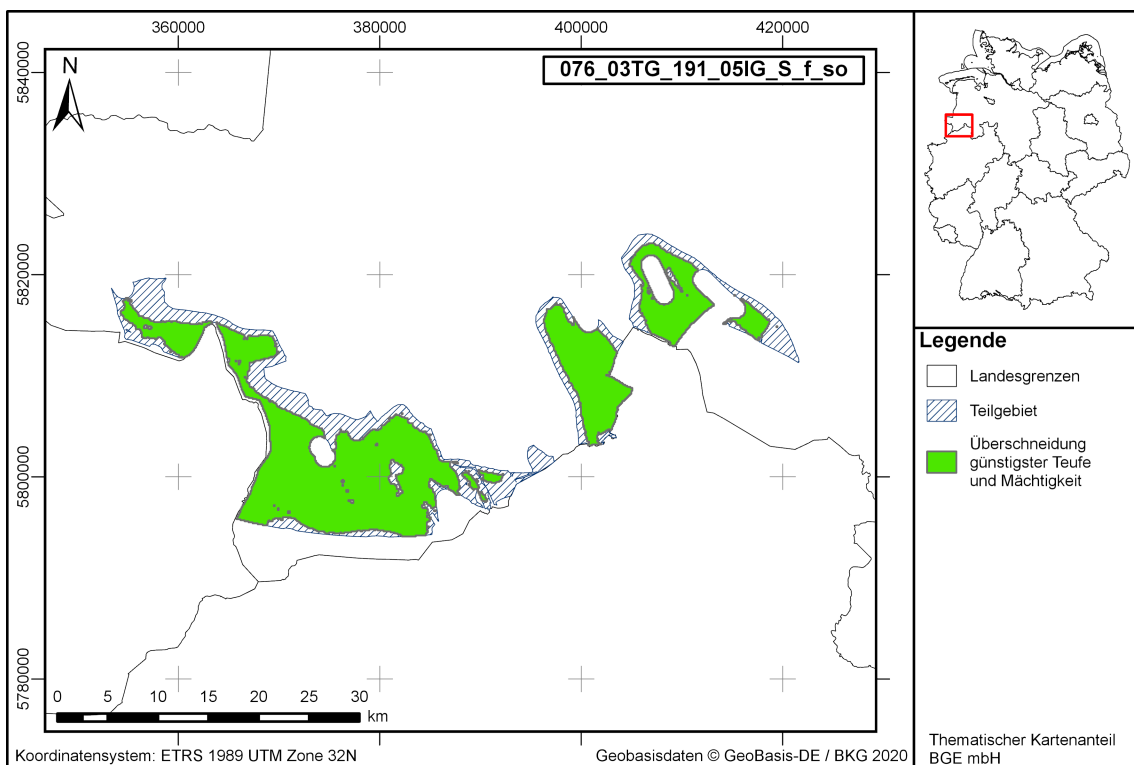 360000 380000 400000 420000
5840000
5820000
5800000
5780000
N
076_03TG_191_05IG_S_f_so
0 5 10 15 20 25 30
km
Koordinatensystem: ETRS 1989 UTM Zone 32N
Geobasisdaten © GeoBasis-DE / BKG 2020
Legende
Landesgrenzen
Teilgebiet
Überschneidung
günstigster Teufe
und Mächtigkeit
Thematischer Kartenanteil
BGE mbH